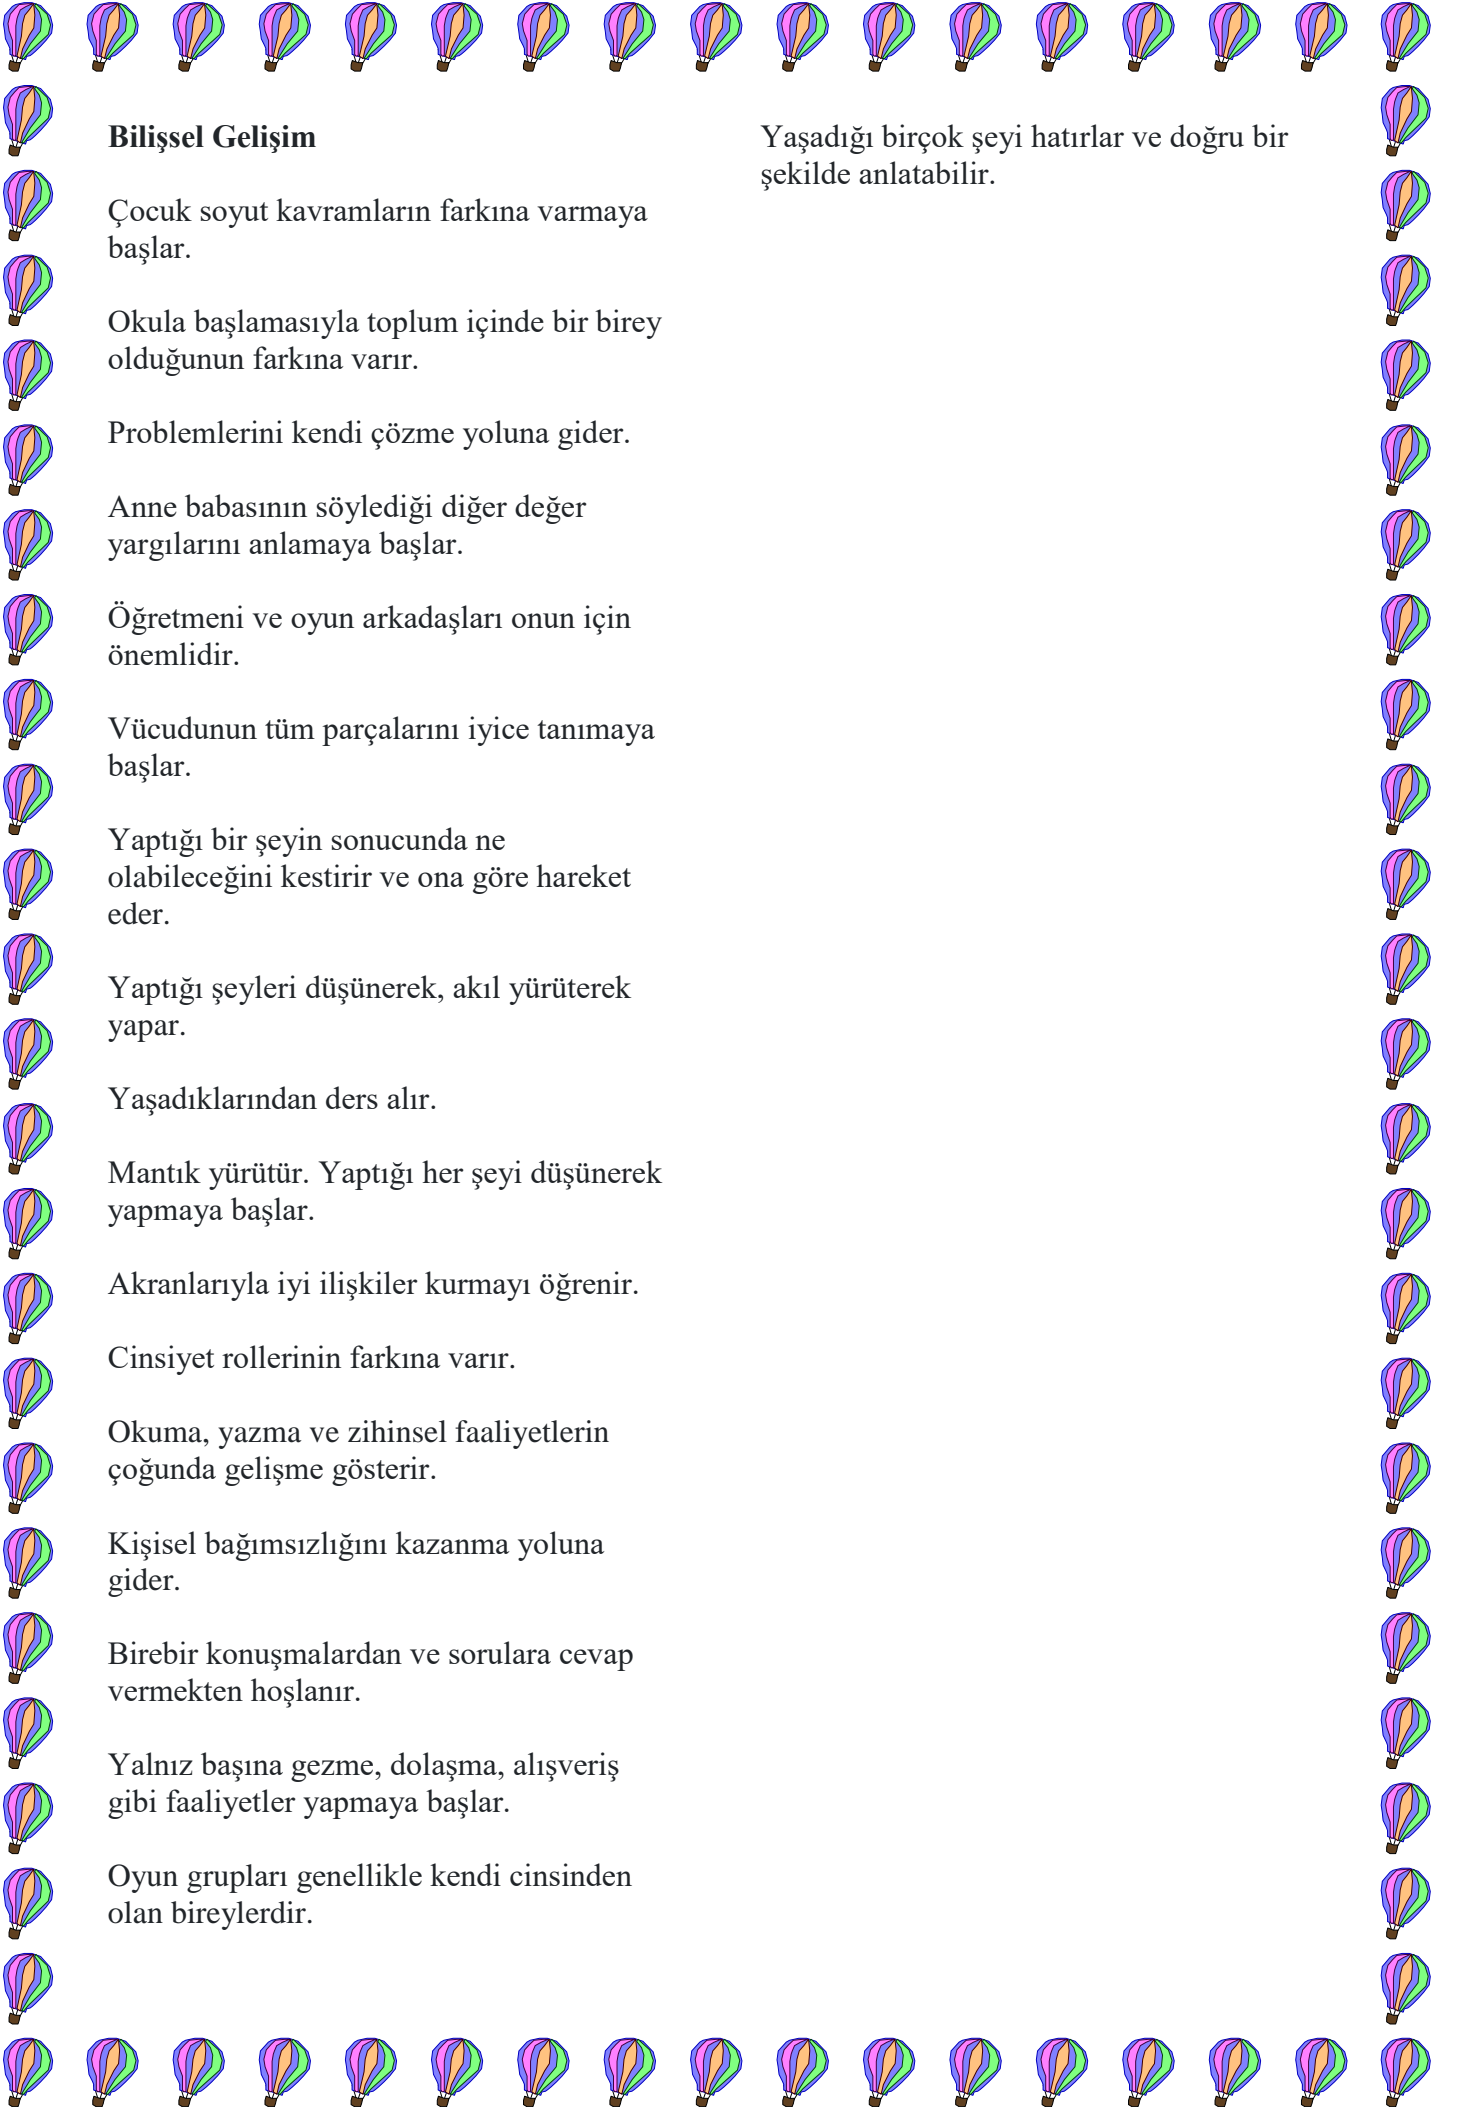 Bilişsel Gelişim
Çocuk soyut kavramların farkına varmaya
başlar.
Okula başlamasıyla toplum içinde bir birey
olduğunun farkına varır.
Problemlerini kendi çözme yoluna gider.
Anne babasının söylediği diğer değer
yargılarını anlamaya başlar.
Öğretmeni ve oyun arkadaşları onun için
önemlidir.
Vücudunun tüm parçalarını iyice tanımaya
başlar.
Yaptığı bir şeyin sonucunda ne
olabileceğini kestirir ve ona göre hareket
eder.
Yaptığı şeyleri düşünerek, akıl yürüterek
yapar.
Yaşadıklarından ders alır.
Mantık yürütür. Yaptığı her şeyi düşünerek
yapmaya başlar.
Akranlarıyla iyi ilişkiler kurmayı öğrenir.
Cinsiyet rollerinin farkına varır.
Okuma, yazma ve zihinsel faaliyetlerin
çoğunda gelişme gösterir.
Kişisel bağımsızlığını kazanma yoluna
gider.
Birebir konuşmalardan ve sorulara cevap
vermekten hoşlanır.
Yalnız başına gezme, dolaşma, alışveriş
gibi faaliyetler yapmaya başlar.
Oyun grupları genellikle kendi cinsinden
olan bireylerdir.
Yaşadığı birçok şeyi hatırlar ve doğru bir
şekilde anlatabilir.